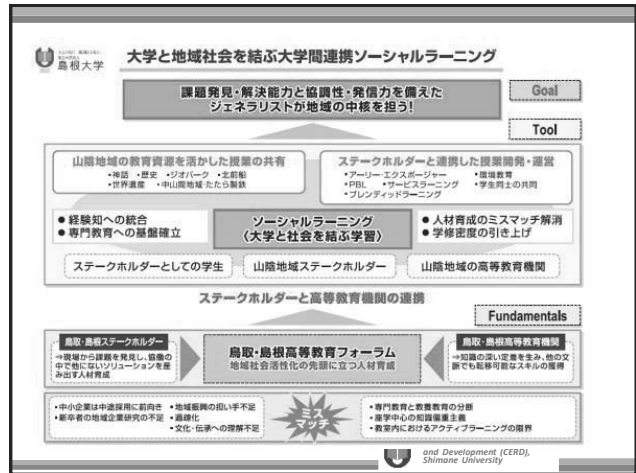 島根大学
大学と地域社会を結ぶ大学間連携ソーシャルラーニング
課題発見・解決能力と協調性・発信力を備えた
ジェネラリストが地域の中核を担う!
Goal
Tool
山陰地域の教育資源を活かした授業の共有
・神話 ・歴史 ・ジオパーク ・北前船
・世界遺産 ・中山間地域・たたら製鉄
ステークホルダーと連携した授業開発・運営
・アーリー・エクスポージャー ・環境教育
・PBL ・サービスラーニング ・学生同士の共同
・ブレンディッドラーニング
● 経験知への統合
● 専門教育への基盤確立
ソーシャルラーニング
(大学と社会を結ぶ学習)
● 人材育成のミスマッチ解消
● 学修密度の引き上げ
ステークホルダーとしての学生
山陰地域ステークホルダー
山陰地域の高等教育機関
ステークホルダーと高等教育機関の連携
Fundamentals
鳥取・島根ステークホルダー
⇒現場から課題を発見し、協働の
中で他にないソリューションを産
み出す人材育成
鳥取・島根高等教育フォーラム
地域社会活性化の先頭に立つ人材育成
鳥取・島根高等教育機関
⇒知識の深い定着を生み、他の文
脈でも転移可能なスキルの獲得
・中小企業は中途採用に前向き ・地域振興の担い手不足
・新卒者の地域企業研究の不足 ・過疎化
・文化・伝承への理解不足
ミス
マッチ
・専門教育と教養教育の分断
・座学中心の知識偏重主義
・教室内におけるアクティブラーニングの限界
and Development (CERD),
Shimane University